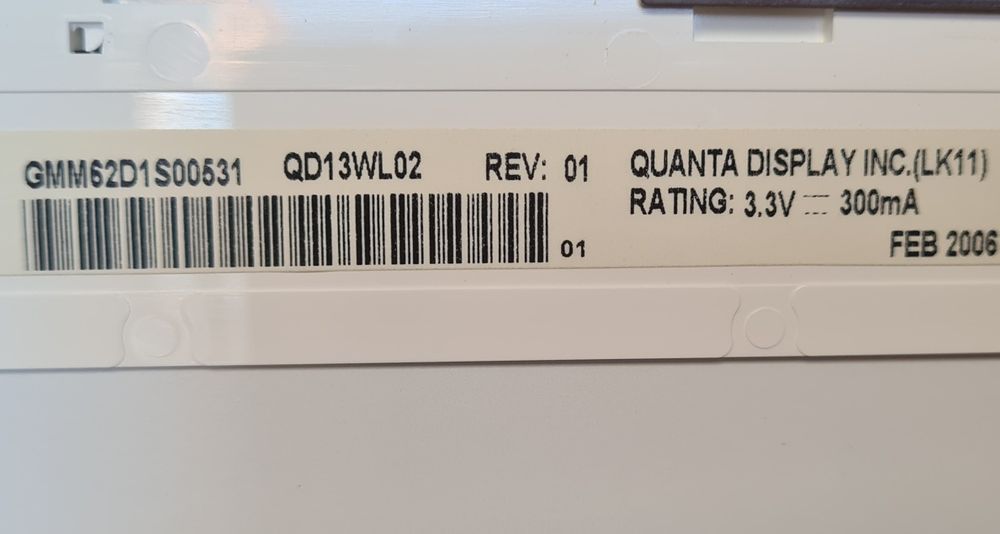 GMM62D1S00531 QD13WL02 REV: 01
01
QUANTA DISPLAY INC.(LK11)
RATING: 3.3V ⎓ 300mA
FEB 2006